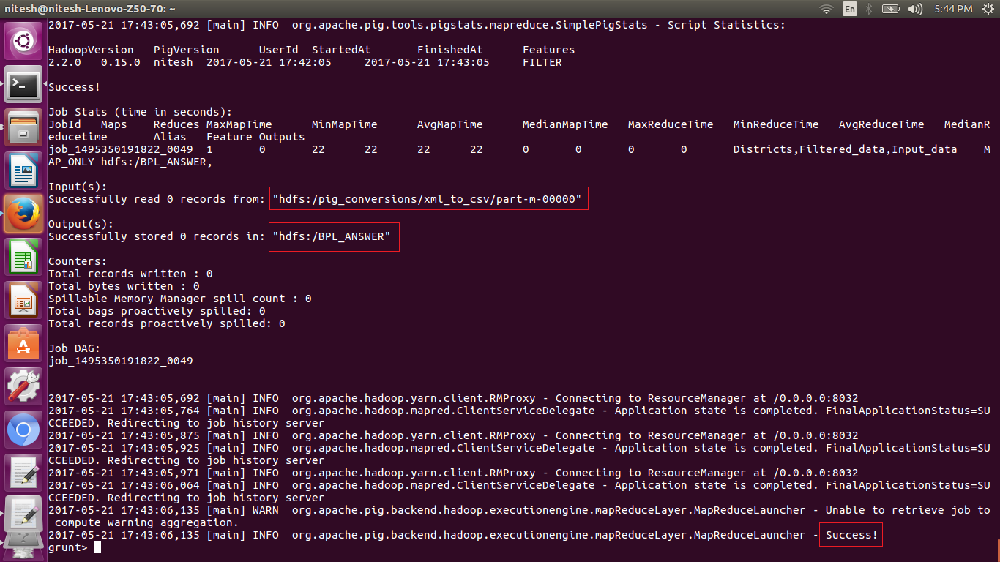 nitesh@nitesh-Lenovo-Z50-70: ~
En
5:44 PM
2017-05-21 17:43:05,692 [main] INFO  org.apache.pig.tools.pigstats.mapreduce.SimplePigStats - Script Statistics:
HadoopVersion   PigVersion      UserId  StartedAt       FinishedAt      Features
2.2.0   0.15.0  nitesh  2017-05-21 17:42:05     2017-05-21 17:43:05     FILTER
Success!
Job Stats (time in seconds):
JobId   Maps    Reduces MaxMapTime      MinMapTime      AvgMapTime      MedianMapTime   MaxReduceTime   MinReduceTime   AvgReduceTime   MedianR
educetime       Alias   Feature Outputs
job_1495350191822_0049  1       0       22      22      22      22      0       0       0       0       Districts,Filtered_data,Input_data    M
AP_ONLY hdfs:/BPL_ANSWER,
Input(s):
Successfully read 0 records from: "hdfs:/pig_conversions/xml_to_csv/part-m-00000"
Output(s):
Successfully stored 0 records in: "hdfs:/BPL_ANSWER"
Counters:
Total records written : 0
Total bytes written : 0
Spillable Memory Manager spill count : 0
Total bags proactively spilled: 0
Total records proactively spilled: 0
Job DAG:
job_1495350191822_0049
2017-05-21 17:43:05,692 [main] INFO  org.apache.hadoop.yarn.client.RMProxy - Connecting to ResourceManager at /0.0.0.0:8032
2017-05-21 17:43:05,764 [main] INFO  org.apache.hadoop.mapred.ClientServiceDelegate - Application state is completed. FinalApplicationStatus=SU
CCEEDED. Redirecting to job history server
2017-05-21 17:43:05,875 [main] INFO  org.apache.hadoop.yarn.client.RMProxy - Connecting to ResourceManager at /0.0.0.0:8032
2017-05-21 17:43:05,925 [main] INFO  org.apache.hadoop.mapred.ClientServiceDelegate - Application state is completed. FinalApplicationStatus=SU
CCEEDED. Redirecting to job history server
2017-05-21 17:43:05,971 [main] INFO  org.apache.hadoop.yarn.client.RMProxy - Connecting to ResourceManager at /0.0.0.0:8032
2017-05-21 17:43:06,064 [main] INFO  org.apache.hadoop.mapred.ClientServiceDelegate - Application state is completed. FinalApplicationStatus=SU
CCEEDED. Redirecting to job history server
2017-05-21 17:43:06,135 [main] WARN  org.apache.pig.backend.hadoop.executionengine.mapReduceLayer.MapReduceLauncher - Unable to retrieve job to
 compute warning aggregation.
2017-05-21 17:43:06,135 [main] INFO  org.apache.pig.backend.hadoop.executionengine.mapReduceLayer.MapReduceLauncher - Success!
grunt>